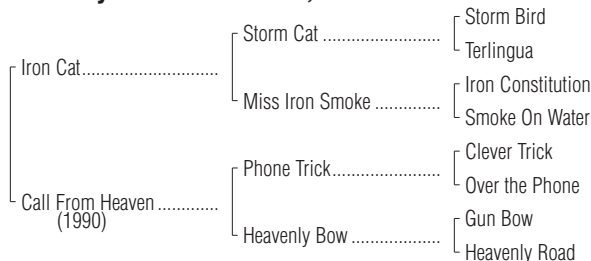 Storm Bird
Storm Cat
Terlingua
Iron Cat
Iron Constitution
Miss Iron Smoke
Smoke On Water
Clever Trick
Phone Trick
Over the Phone
Call From Heaven
(1990)
Gun Bow
Heavenly Bow
Heavenly Road